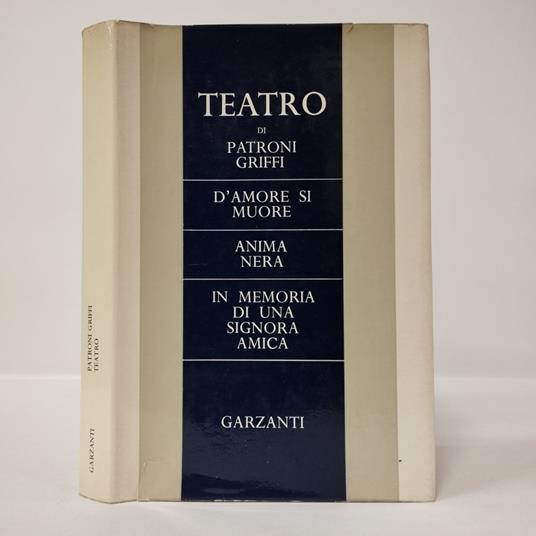 TEATRO
DI
PATRONI
GRIFFI
D'AMORE SI
MUORE
ANIMA
NERA
IN MEMORIA
DI UNA
SIGNORA
AMICA
GARZANTI
PATRONI GRIFFI
TEATRO
GARZANTI